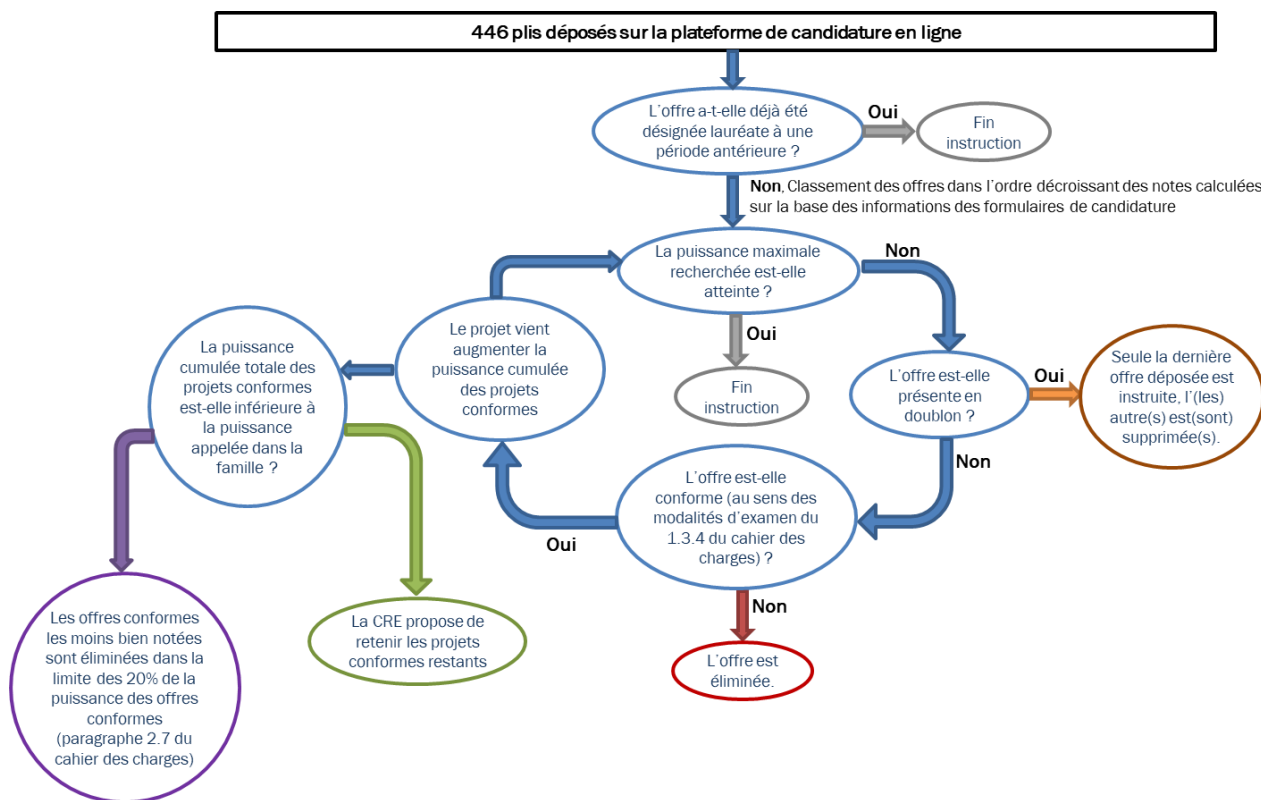 446 plis déposés sur la plateforme de candidature en ligne
L'offre a-t-elle déjà été
désignée lauréate à une
période antérieure ?
Oui
Fin
instruction
Non, Classement des offres dans l'ordre décroissant des notes calculées
sur la base des informations des formulaires de candidature
La puissance maximale
recherchée est-elle
atteinte ?
Non
Oui
Fin
instruction
L'offre est-elle
présente en
doublon ?
Oui
Seule la dernière
offre déposée est
instruite, l'(les)
autre(s) est(sont)
supprimée(s).
Non
L'offre est-elle
conforme (au sens des
modalités d'examen du
1.3.4 du cahier des
charges) ?
Oui
Non
L'offre est
éliminée.
Le projet vient
augmenter la
puissance cumulée
des projets
conformes
La puissance
cumulée totale des
projets conformes
est-elle inférieure à
la puissance
appelée dans la
famille ?
La CRE propose de
retenir les projets
conformes restants
Les offres conformes
les moins bien notées
sont éliminées dans la
limite des 20% de la
puissance des offres
conformes
(paragraphe 2.7 du
cahier des charges)